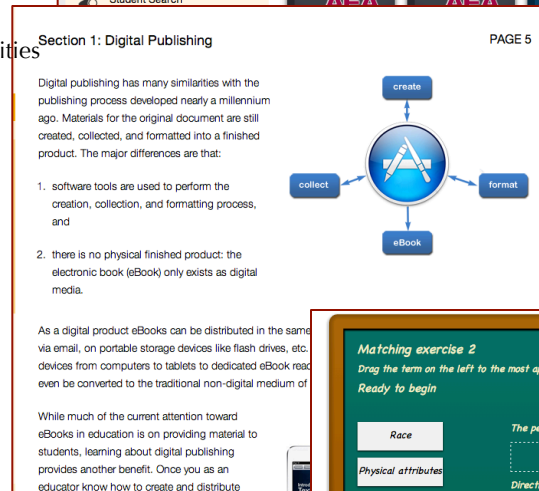 Student Search
ities
Section 1: Digital Publishing
PAGE 5
Digital publishing has many similarities with the
publishing process developed nearly a millennium
ago. Materials for the original document are still
created, collected, and formatted into a finished
product. The major differences are that:
1. software tools are used to perform the
creation, collection, and formatting process,
and
2. there is no physical finished product: the
electronic book (eBook) only exists as digital
media.
create
collect
format
eBook
As a digital product eBooks can be distributed in the same
via email, on portable storage devices like flash drives, etc.
devices from computers to tablets to dedicated eBook read
even be converted to the traditional non-digital medium of
While much of the current attention toward
eBooks in education is on providing material to
students, learning about digital publishing
provides another benefit. Once you as an
educator know how to create and distribute
Matching exercise 2
Drag the term on the left to the most a
Ready to begin
Race
Physical attributes
The pe
Direct